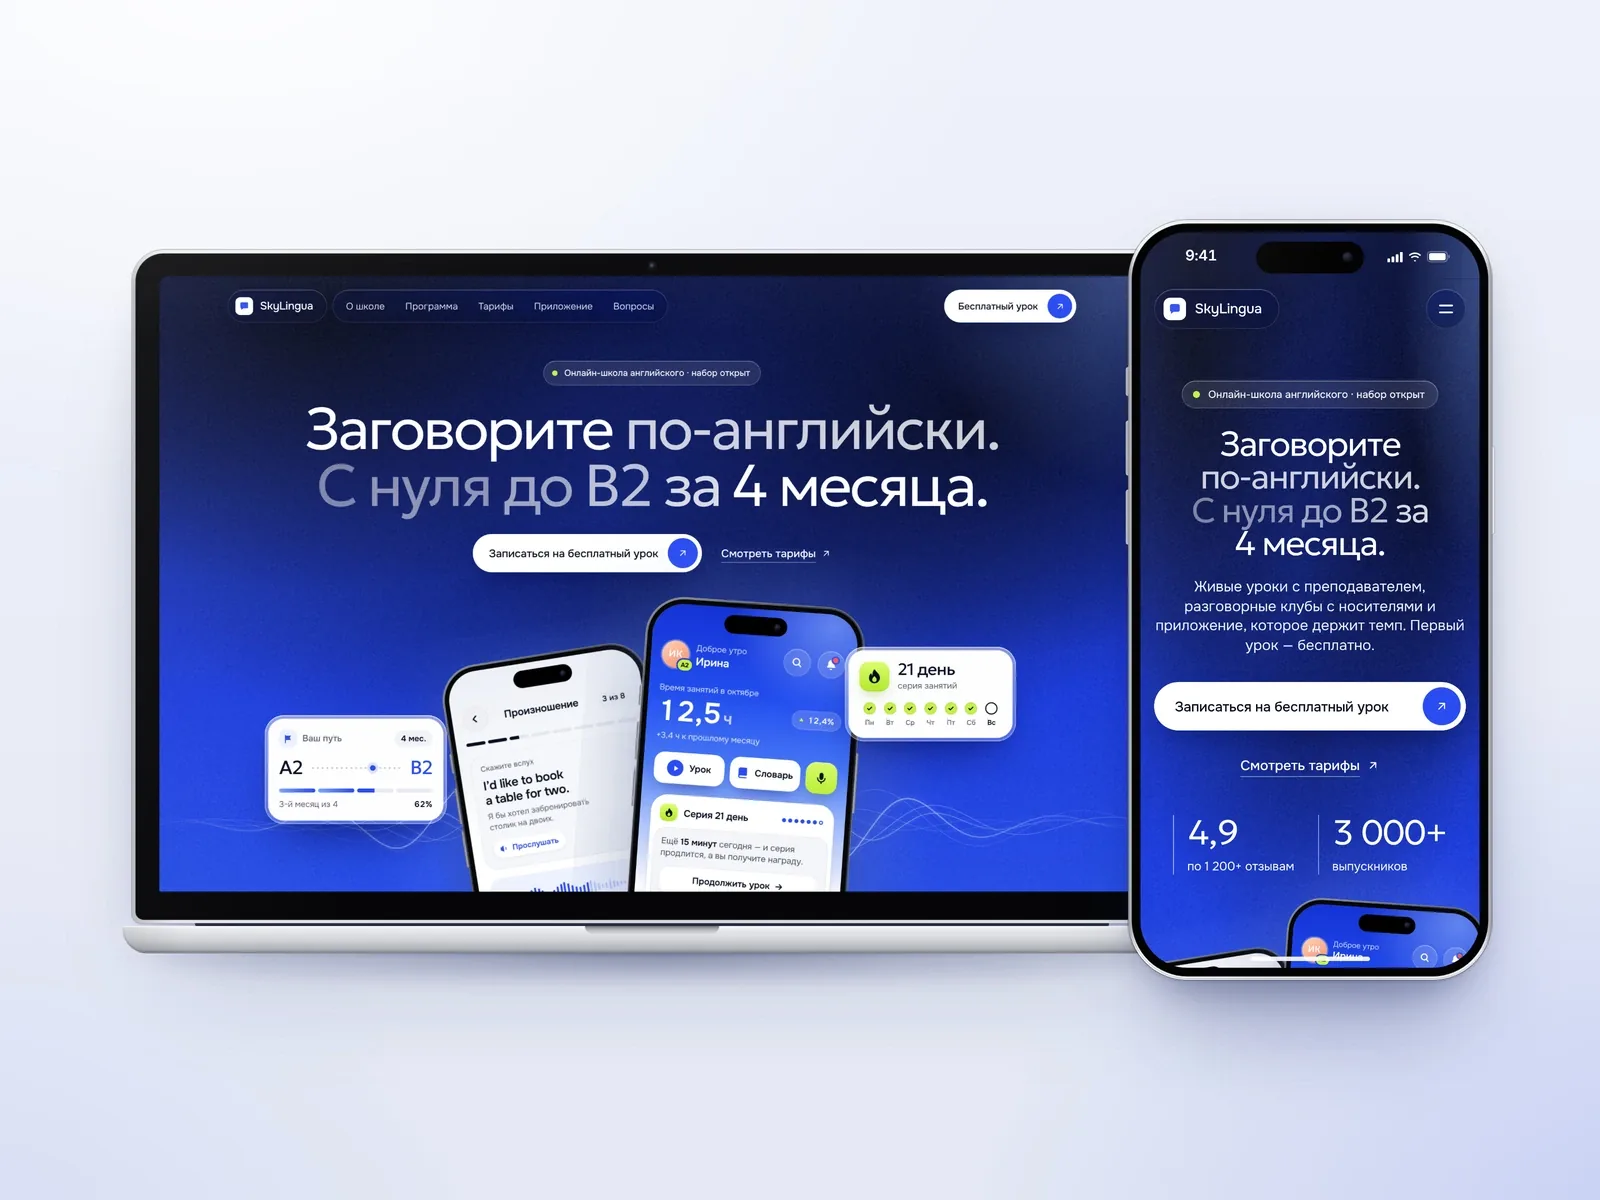 SkyLingua
О школе
Программа
Тарифы
Приложение
Вопросы
Бесплатный урок
Онлайн-школа английского · набор открыт
Заговорите по-английски.
С нуля до B2 за 4 месяца.
Записаться на бесплатный урок
Смотреть тарифы
Ваш путь
4 мес.
A2
B2
3-й месяц из 4
62%
Произношение
3 из 8
Скажите вслух
I'd like to book
a table for two.
Я бы хотел забронировать
столик на двоих.
Прослушать
ИК
A2
Доброе утро
Ирина
Время занятий в октябре
12,5 ч
12,4%
+3,4 ч к прошлому месяцу
Урок
Словарь
Серия 21 день
Ещё 15 минут сегодня — и серия
продлится, а вы получите награду.
Продолжить урок →
21 день
серия занятий
Пн Вт Ср Чт Пт Сб Вс
9:41
SkyLingua
Онлайн-школа английского · набор открыт
Заговорите
по-английски.
С нуля до B2 за
4 месяца.
Живые уроки с преподавателем,
разговорные клубы с носителями и
приложение, которое держит темп. Первый
урок — бесплатно.
Записаться на бесплатный урок
Смотреть тарифы
4,9
по 1 200+ отзывам
3 000+
выпускников
ИК
Доброе утро
Ирина